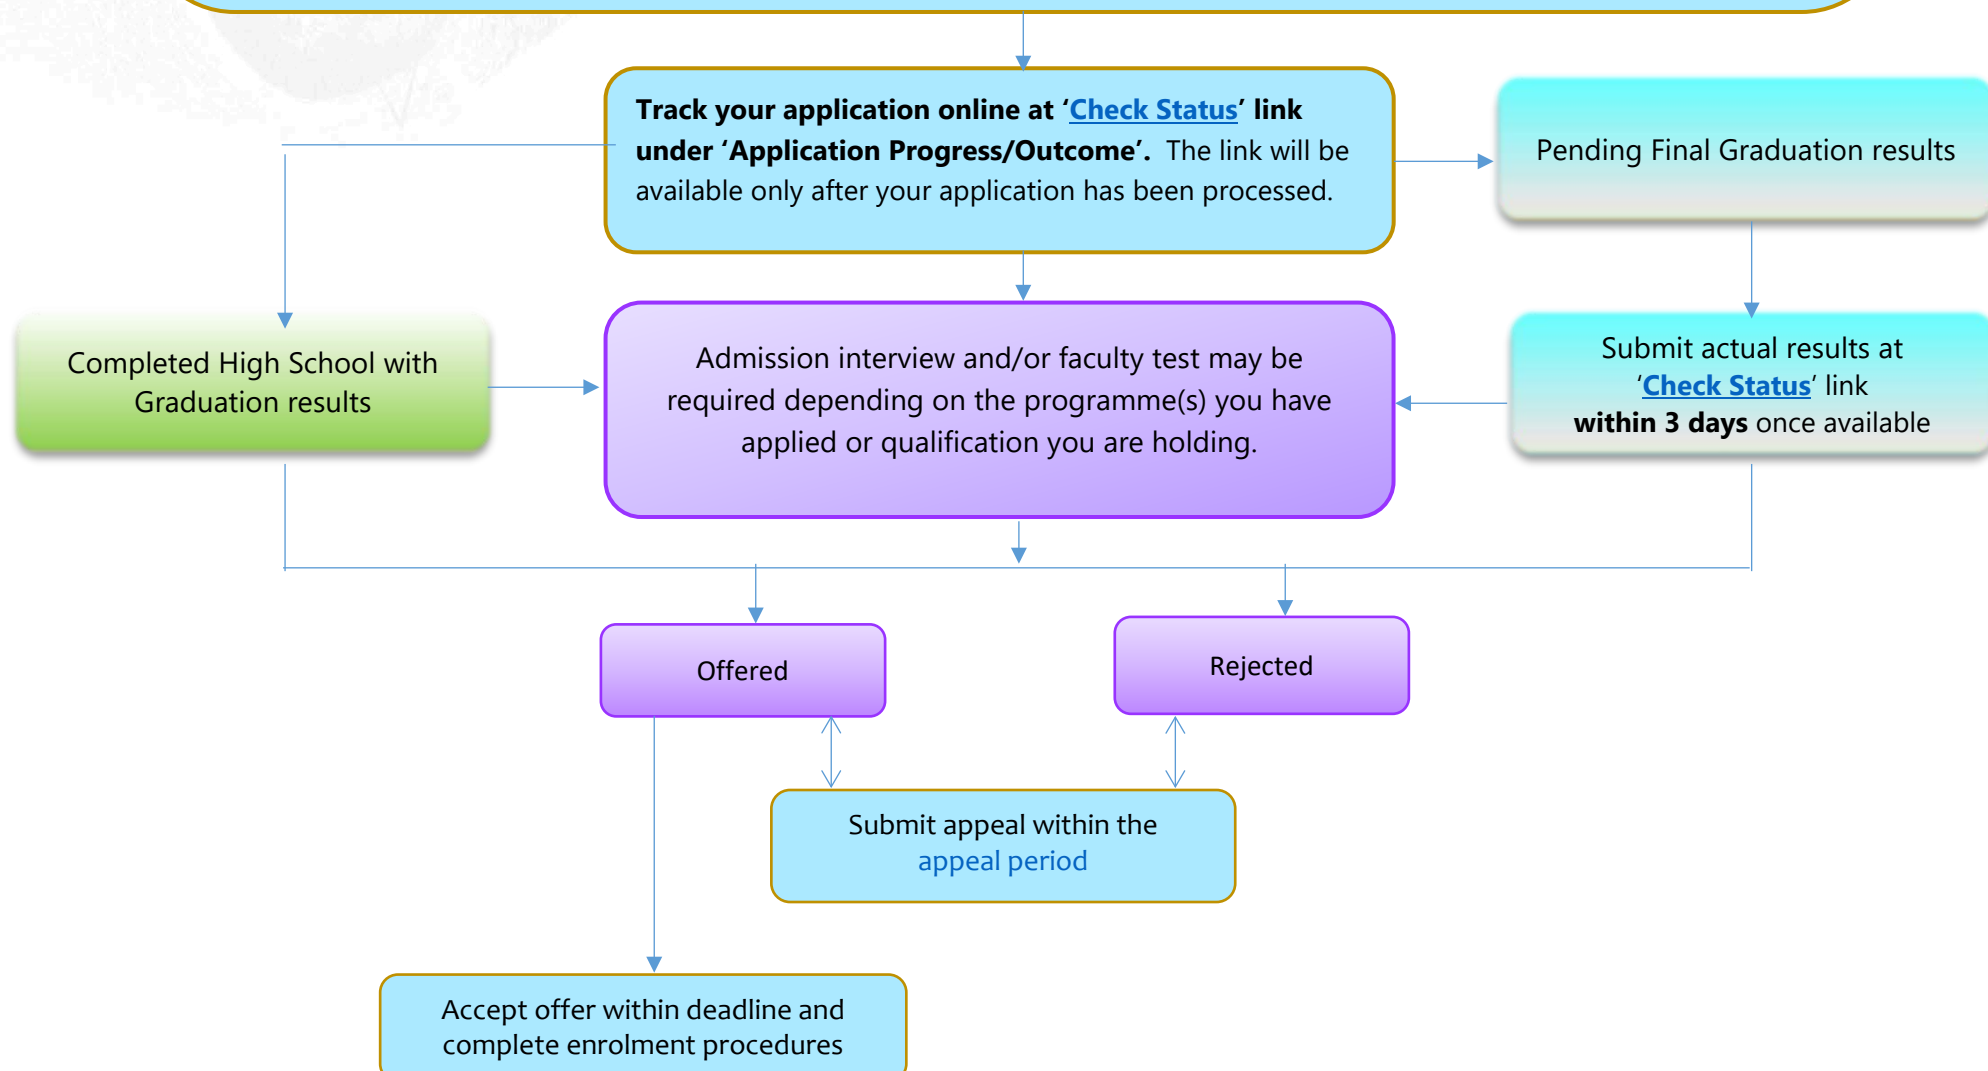 Track your application online at ‘Check Status’ link
under ‘Application Progress/Outcome’. The link will be
available only after your application has been processed.
Pending Final Graduation results
Completed High School with
Graduation results
Admission interview and/or faculty test may be
required depending on the programme(s) you have
applied or qualification you are holding.
Submit actual results at
‘Check Status’ link
within 3 days once available
Offered
Rejected
Submit appeal within the
appeal period
Accept offer within deadline and
complete enrolment procedures